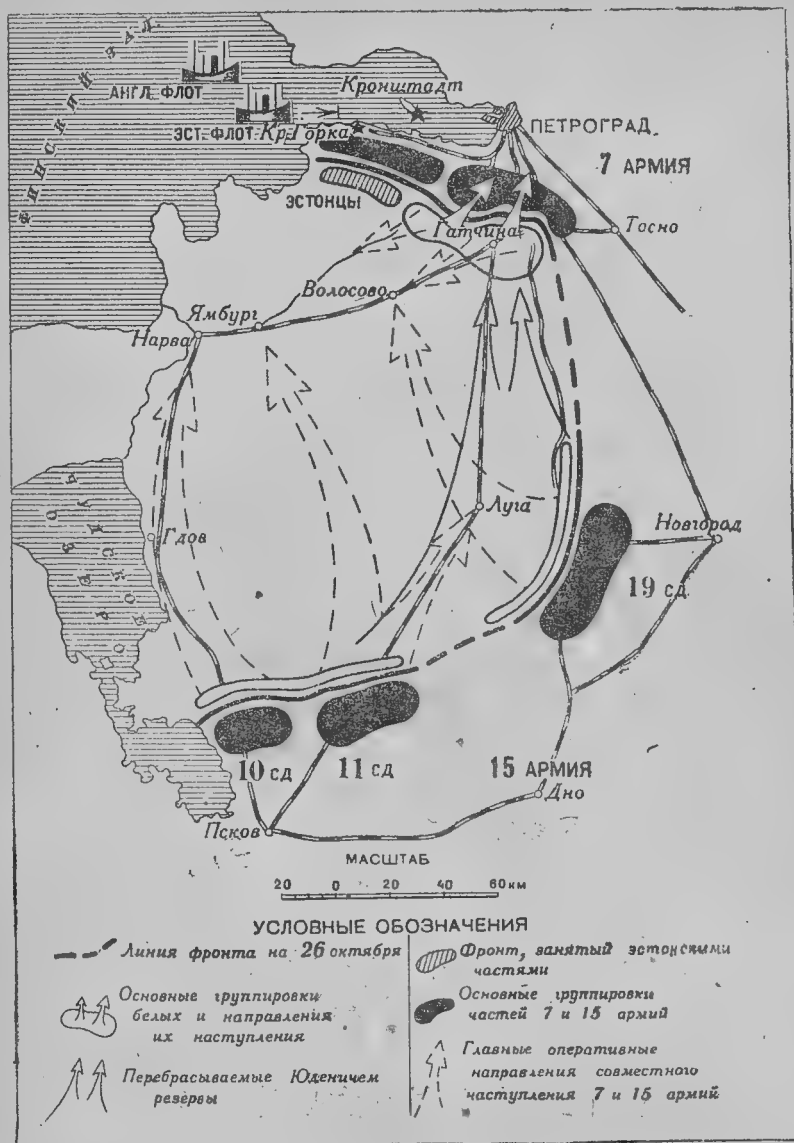 ФИНСКИЙ ЗАЛ.
АНГЛ. ФЛОТ
ЭСТ. ФЛОТ
Кр. Горка
Кронштадт
ПЕТРОГРАД
7 АРМИЯ
ЭСТОНЦЫ
Гатчина
Тосно
Волосово
Ямбург
Нарва
Гдов
Луга
Новгород
19 сд
10 сд
11 сд
15 АРМИЯ
Дно
Псков
МАСШТАБ
20 0 20 40 60 км
УСЛОВНЫЕ ОБОЗНАЧЕНИЯ
Линия фронта на 26 октября
Основные группировки
белых и направления
их наступления
Перебрасываемые Юденичем
резервы
Фронт, занятый эстонскими
частями
Основные группировки
частей 7 и 15 армий
Главные оперативные
направления совместного
наступления 7 и 15 армий